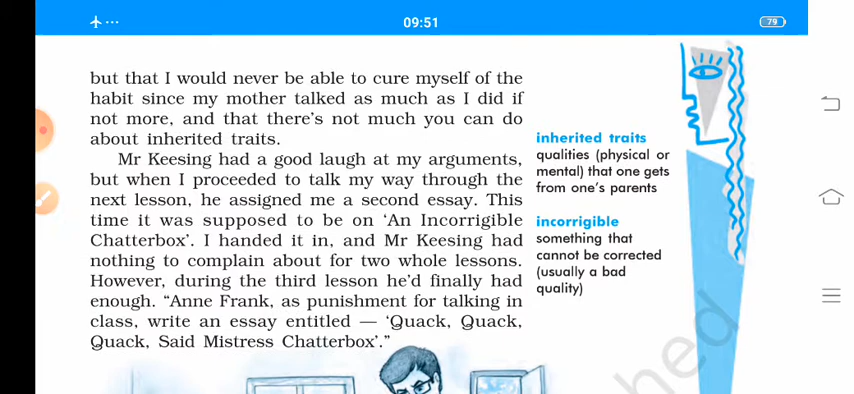 09:51
79
but that I would never be able to cure myself of the
habit since my mother talked as much as I did if
not more, and that there's not much you can do
about inherited traits.
Mr Keesing had a good laugh at my arguments,
but when I proceeded to talk my way through the
next lesson, he assigned me a second essay. This
time it was supposed to be on ‘An Incorrigible
Chatterbox’. I handed it in, and Mr Keesing had
nothing to complain about for two whole lessons.
However, during the third lesson he'd finally had
enough. “Anne Frank, as punishment for talking in
class, write an essay entitled — ‘Quack, Quack,
Quack, Said Mistress Chatterbox’.”
inherited traits
qualities (physical or
mental) that one gets
from one's parents
incorrigible
something that
cannot be corrected
(usually a bad
quality)